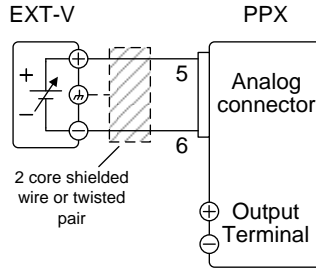 EXT-V
PPX
+
−
+
−
5
6
Analog
connector
2 core shielded
wire or twisted
pair
+
−
Output
Terminal